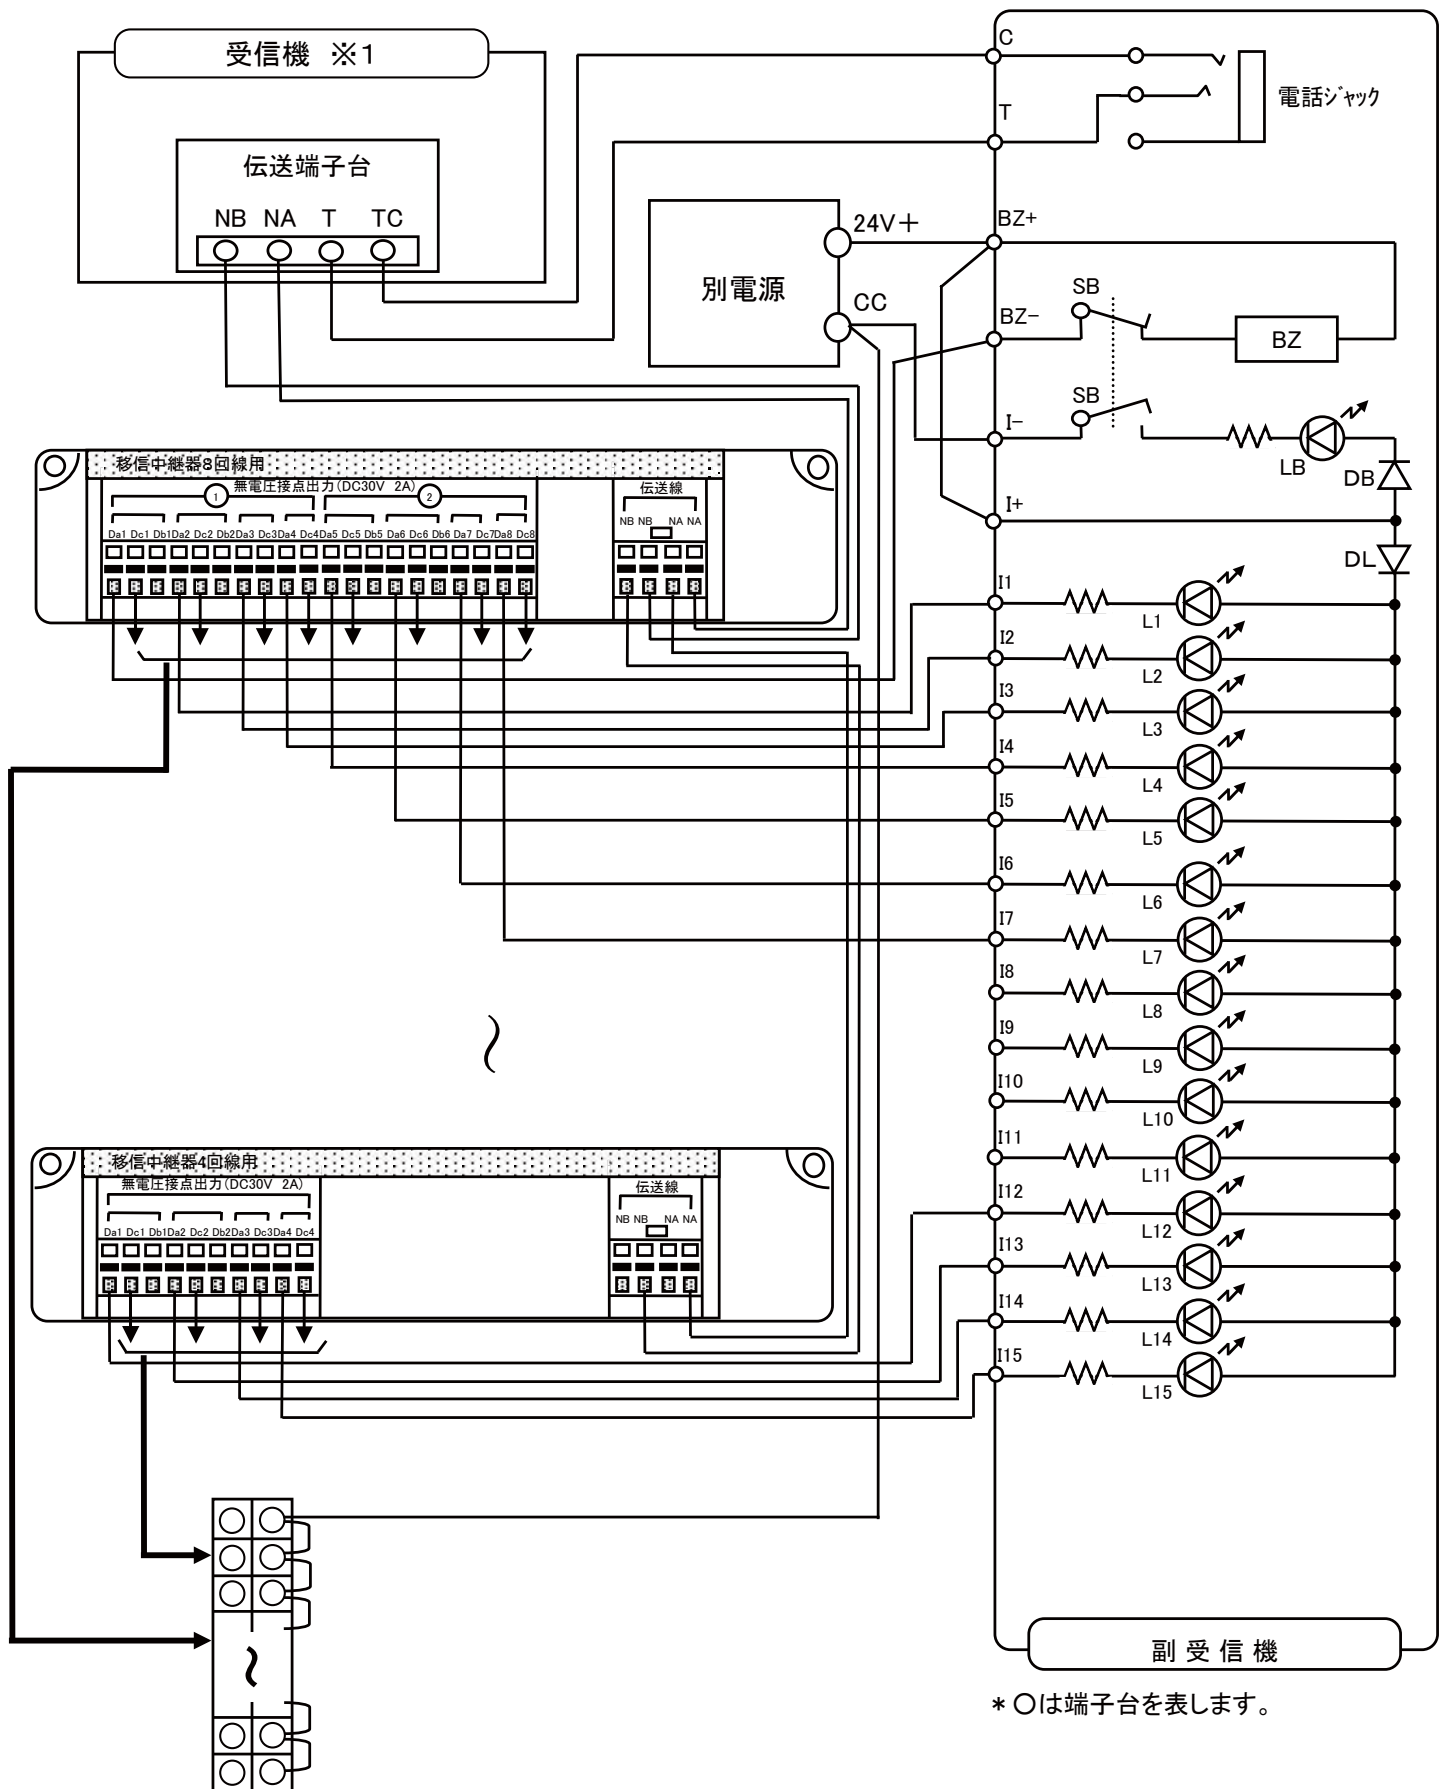 受信機 ※1
伝送端子台
NB NA T TC
C
T
電話ジャック
別電源
24V+
CC
BZ+
BZ-
SB
BZ
SB
I-
LB
DB
I+
DL
移信中継器8回線用
無電圧接点出力(DC30V 2A)
1 2
Da1 Dc1 Db1 Da2 Dc2 Db2 Da3 Dc3 Da4 Dc4 Da5 Dc5 Db5 Da6 Dc6 Db6 Da7 Dc7 Da8 Dc8
伝送線
NB NB NA NA
I1
L1
I2
L2
I3
L3
I4
L4
I5
L5
I6
L6
I7
L7
I8
L8
I9
L9
I10
L10
I11
L11
I12
L12
I13
L13
I14
L14
I15
L15
移信中継器4回線用
無電圧接点出力(DC30V 2A)
Da1 Dc1 Db1 Da2 Dc2 Db2 Da3 Dc3 Da4 Dc4
伝送線
NB NB NA NA
~
~
副受信機
*○は端子台を表します。